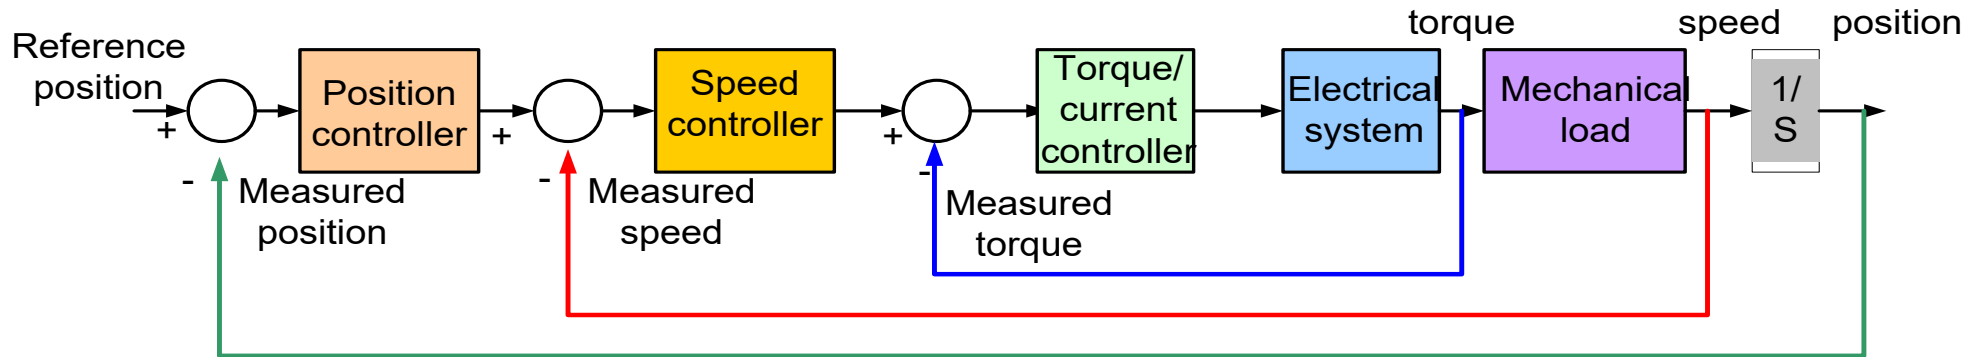 Reference
position
+
-
Measured
position
Position
controller
+
-
Measured
speed
Speed
controller
+
-
Measured
torque
Torque/
current
controller
Electrical
system
torque
Mechanical
load
speed
1/
S
position